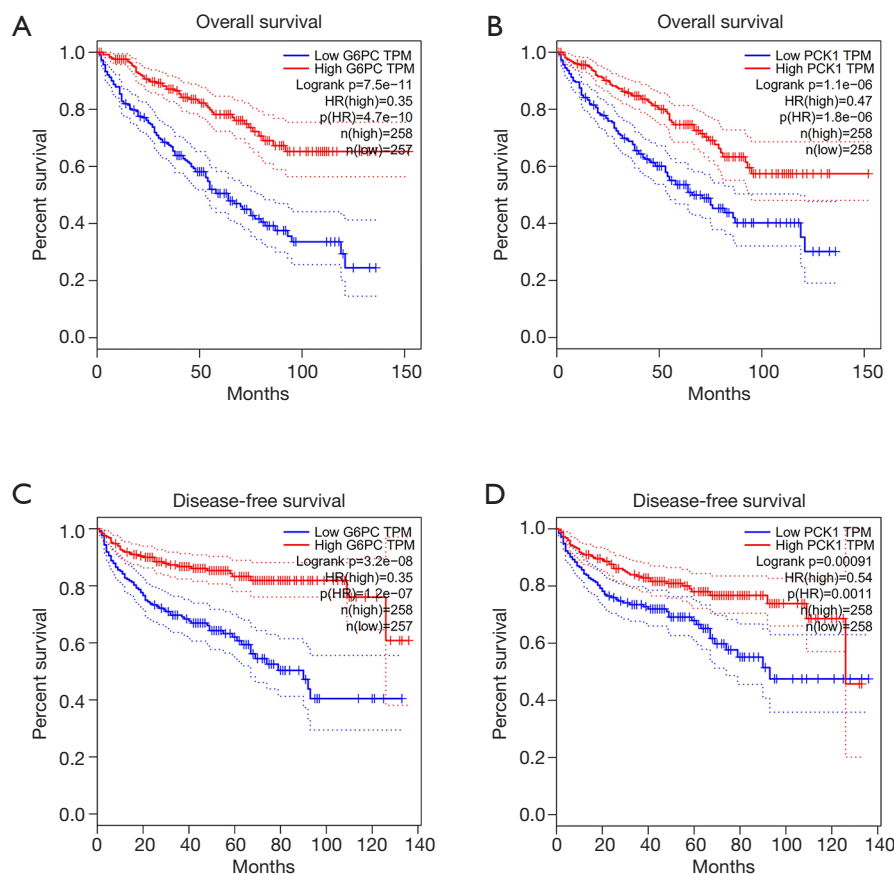 A
Overall survival
Percent survival
1.0
0.8
0.6
0.4
0.2
0.0
Low G6PC TPM
High G6PC TPM
Logrank p=7.5e−11
HR(high)=0.35
p(HR)=4.7e−10
n(high)=258
n(low)=257
0 50 100 150
Months
B
Overall survival
Percent survival
1.0
0.8
0.6
0.4
0.2
0.0
Low PCK1 TPM
High PCK1 TPM
Logrank p=1.1e−06
HR(high)=0.47
p(HR)=1.8e−06
n(high)=258
n(low)=258
0 50 100 150
Months
C
Disease-free survival
Percent survival
1.0
0.8
0.6
0.4
0.2
0.0
Low G6PC TPM
High G6PC TPM
Logrank p=3.2e−08
HR(high)=0.35
p(HR)=1.2e−07
n(high)=258
n(low)=257
0 20 40 60 80 100 120 140
Months
D
Disease-free survival
Percent survival
1.0
0.8
0.6
0.4
0.2
0.0
Low PCK1 TPM
High PCK1 TPM
Logrank p=0.00091
HR(high)=0.54
p(HR)=0.0011
n(high)=258
n(low)=258
0 20 40 60 80 100 120 140
Months